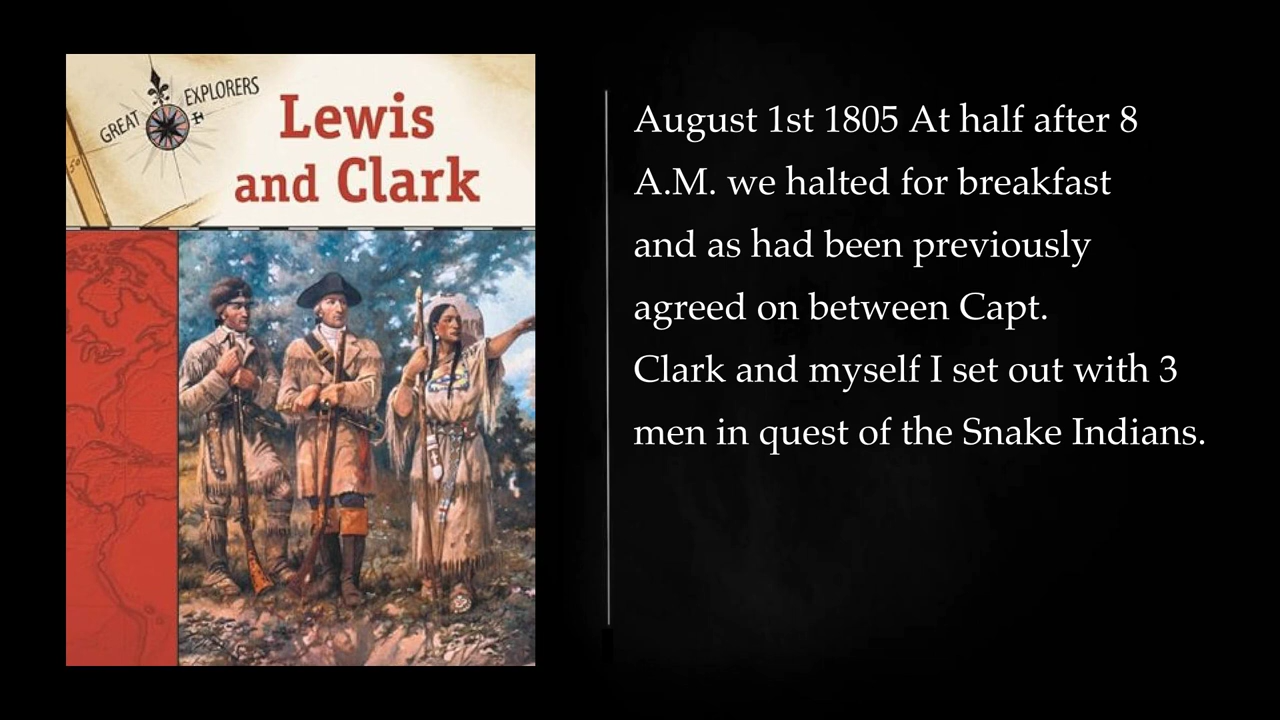 GREAT EXPLORERS
Lewis
and Clark
50
August 1st 1805 At half after 8
A.M. we halted for breakfast
and as had been previously
agreed on between Capt.
Clark and myself I set out with 3
men in quest of the Snake Indians.